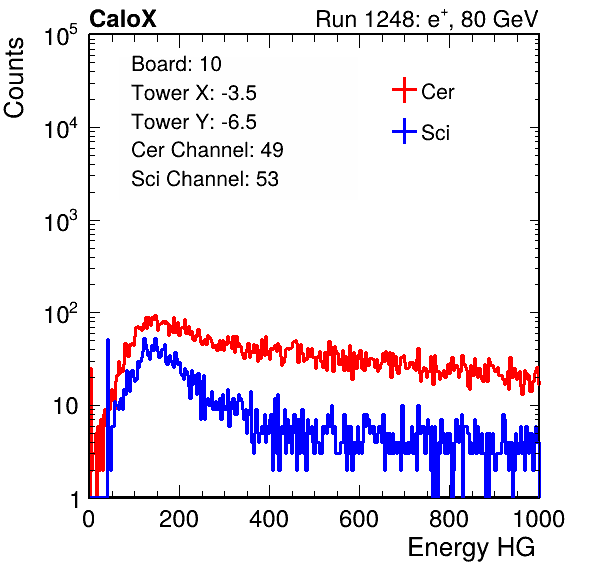 CaloX Run 1248: e⁺, 80 GeV
Counts
10⁵
10⁴
10³
10²
10
1
Board: 10
Tower X: -3.5
Tower Y: -6.5
Cer Channel: 49
Sci Channel: 53
Cer
Sci
0 200 400 600 800 1000
Energy HG